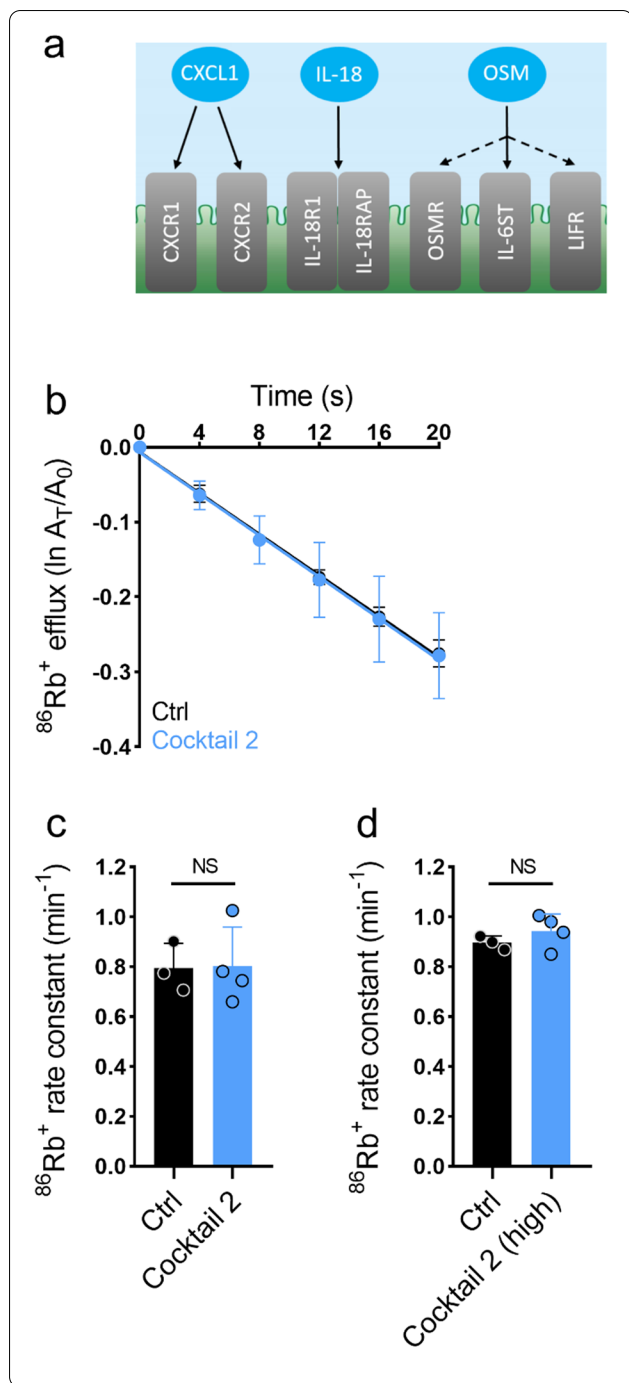 a
CXCL1 IL-18 OSM
CXCR1 CXCR2 IL-18R1 IL-18RAP OSMR IL-6ST LIFR
b
Time (s)
0 4 8 12 16 20
0.0
-0.1
-0.2
-0.3
-0.4
⁸⁶Rb⁺ efflux (ln A_T/A_0)
Ctrl
Cocktail 2
c
⁸⁶Rb⁺ rate constant (min⁻¹)
1.2
1.0
0.8
0.6
0.4
0.2
0.0
NS
Ctrl
Cocktail 2
d
⁸⁶Rb⁺ rate constant (min⁻¹)
1.2
1.0
0.8
0.6
0.4
0.2
0.0
NS
Ctrl
Cocktail 2 (high)